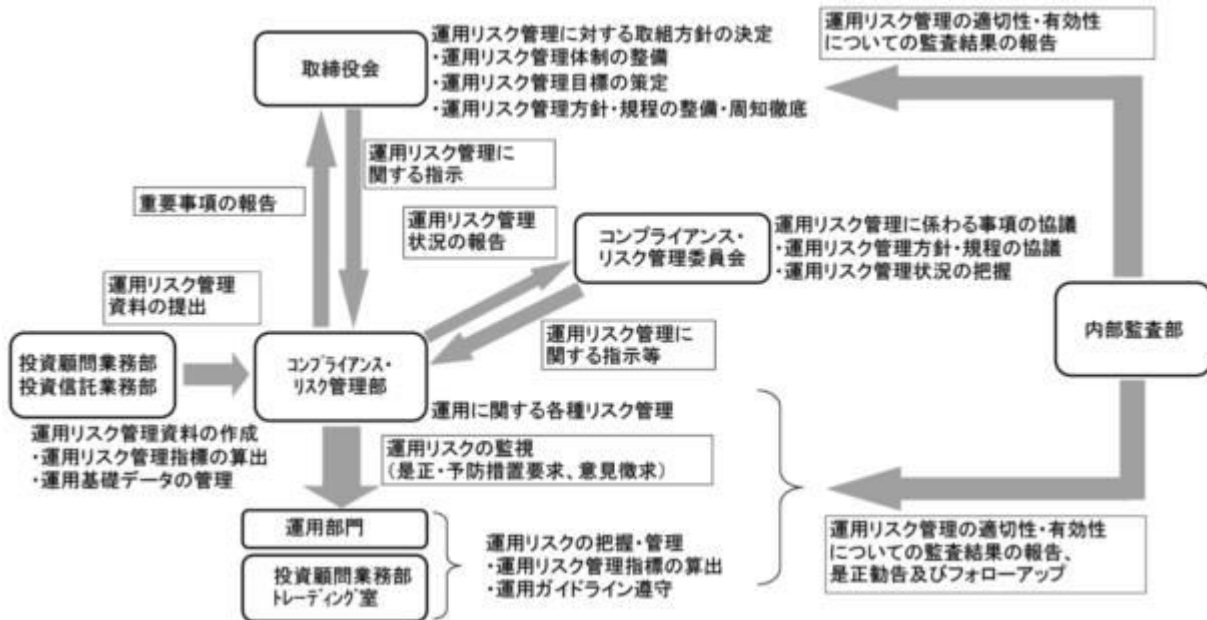 取締役会
運用リスク管理に対する取組方針の決定
・運用リスク管理体制の整備
・運用リスク管理目標の策定
・運用リスク管理方針・規程の整備・周知徹底
運用リスク管理の適切性・有効性
についての監査結果の報告
重要事項の報告
運用リスク管理に
関する指示
運用リスク管理
状況の報告
コンプライアンス・
リスク管理委員会
運用リスク管理に係わる事項の協議
・運用リスク管理方針・規程の協議
・運用リスク管理状況の把握
運用リスク管理
資料の提出
運用リスク管理に
関する指示等
内部監査部
投資顧問業務部
投資信託業務部
コンプライアンス・
リスク管理部
運用に関する各種リスク管理
運用リスク管理資料の作成
・運用リスク管理指標の算出
・運用基礎データの管理
運用リスクの監視
（是正・予防措置要求、意見徴求）
運用部門
投資顧問業務部
トレーディング室
運用リスクの把握・管理
・運用リスク管理指標の算出
・運用ガイドライン遵守
運用リスク管理の適切性・有効性
についての監査結果の報告、
是正勧告及びフォローアップ